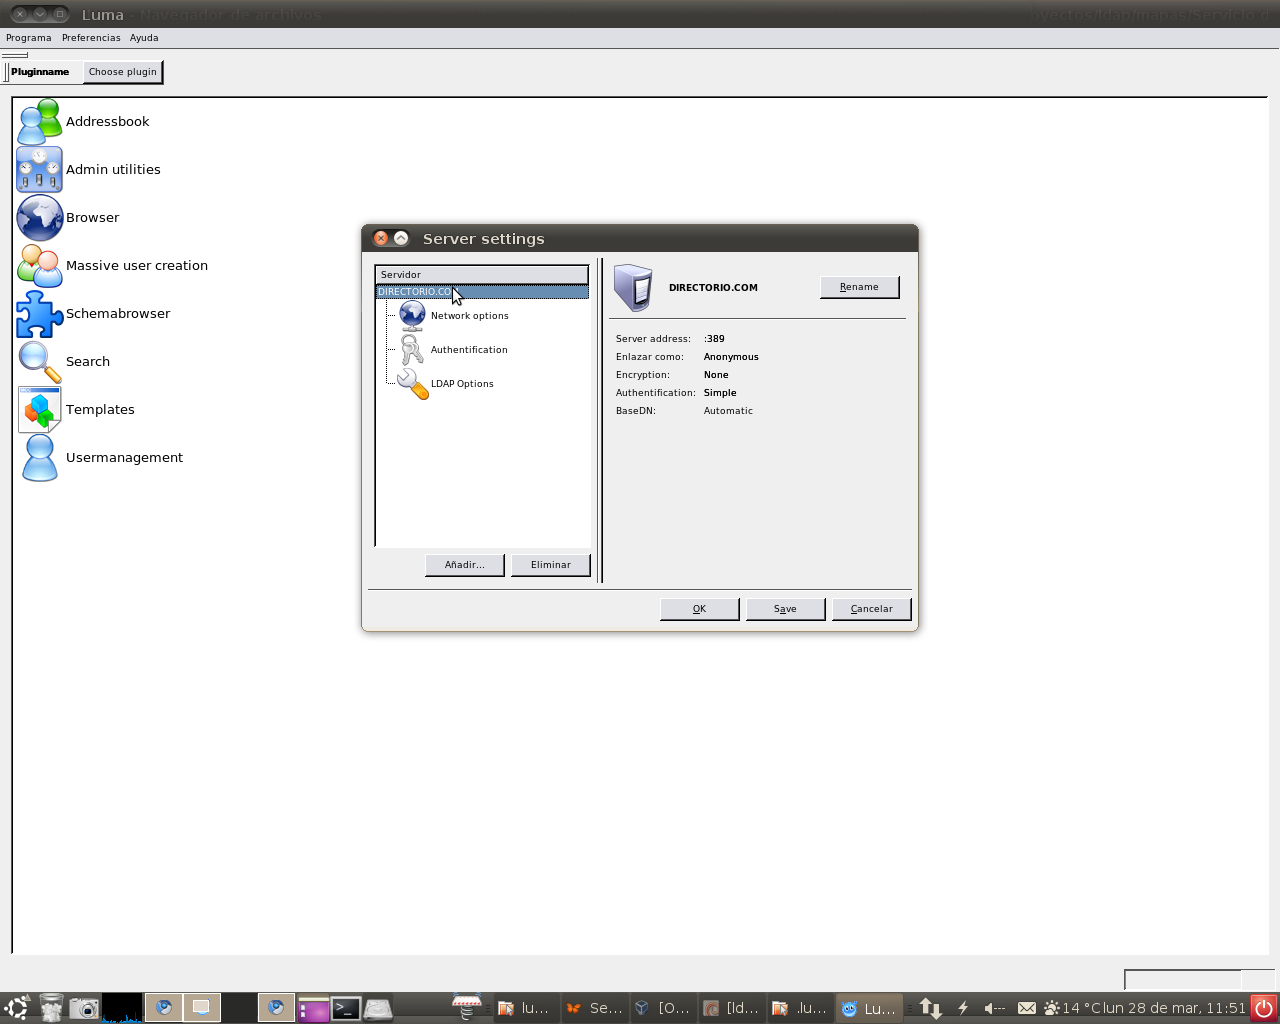 Luma - Navegador de archivos
Programa Preferencias Ayuda
Pluginname Choose plugin
Addressbook
Admin utilities
Browser
Massive user creation
Schemabrowser
Search
Templates
Usermanagement
Server settings
Servidor
DIRECTORIO.CO
Network options
Authentification
LDAP Options
Añadir...
Eliminar
DIRECTORIO.COM
Rename
Server address: :389
Enlazar como: Anonymous
Encryption: None
Authentification: Simple
BaseDN: Automatic
OK
Save
Cancelar
lu... Se... [O... [ld... .lu... Lu... 14 °C lun 28 de mar, 11:51